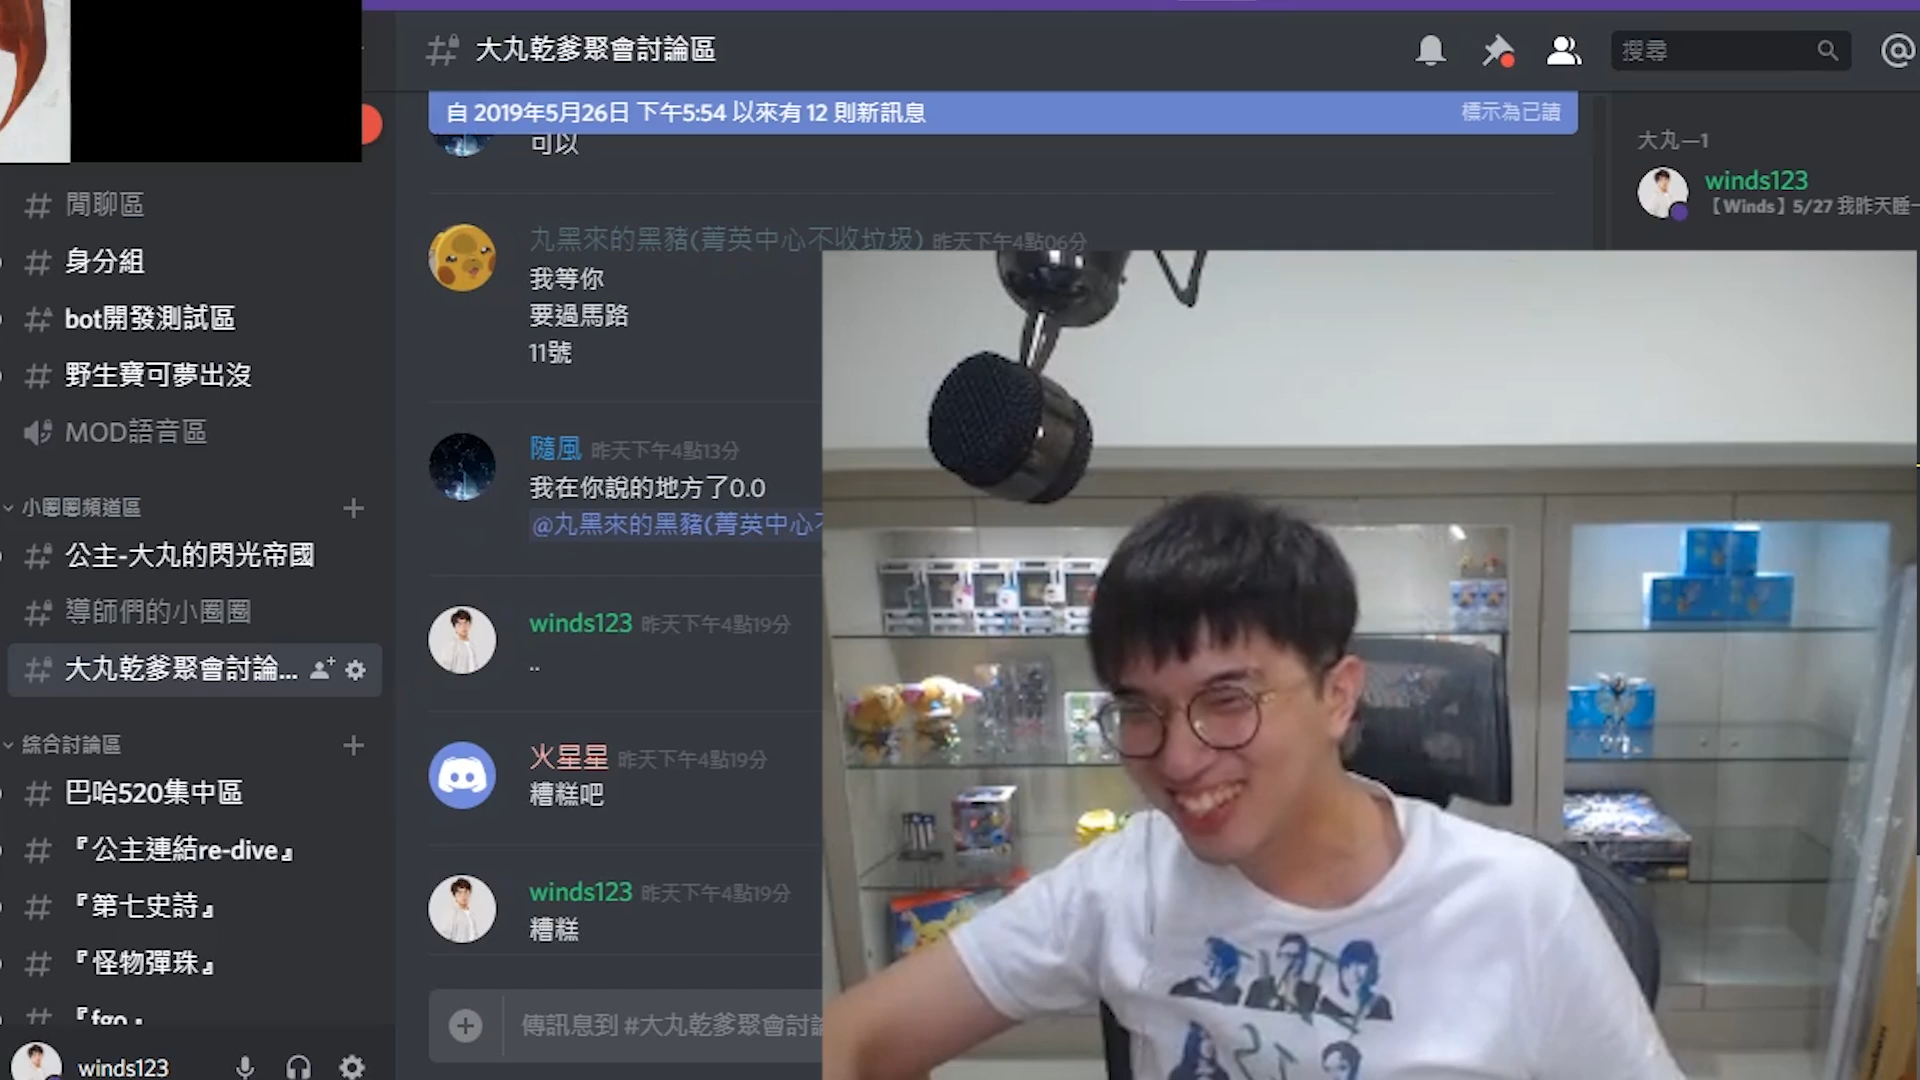 大丸乾爹聚會討論區
搜尋
自 2019年5月26日 下午5:54 以來有 12 則新訊息
標示為已讀
可以
大丸—1
winds123
【Winds】5/27 我昨天睡一
閒聊區
身分組
bot開發測試區
野生寶可夢出沒
MOD語音區
小圈圈頻道區
公主-大丸的閃光帝國
導師們的小圈圈
大丸乾爹聚會討論...
綜合討論區
巴哈520集中區
『公主連結re-dive』
『第七史詩』
『怪物彈珠』
『fgo』
winds123
丸黑來的黑豬(菁英中心不收垃圾) 昨天下午4點06分
我等你
要過馬路
11號
隨風 昨天下午4點13分
我在你說的地方了0.0
@丸黑來的黑豬(菁英中心不
winds123 昨天下午4點19分
..
火星星 昨天下午4點19分
糟糕吧
winds123 昨天下午4點19分
糟糕
傳訊息到 #大丸乾爹聚會討論